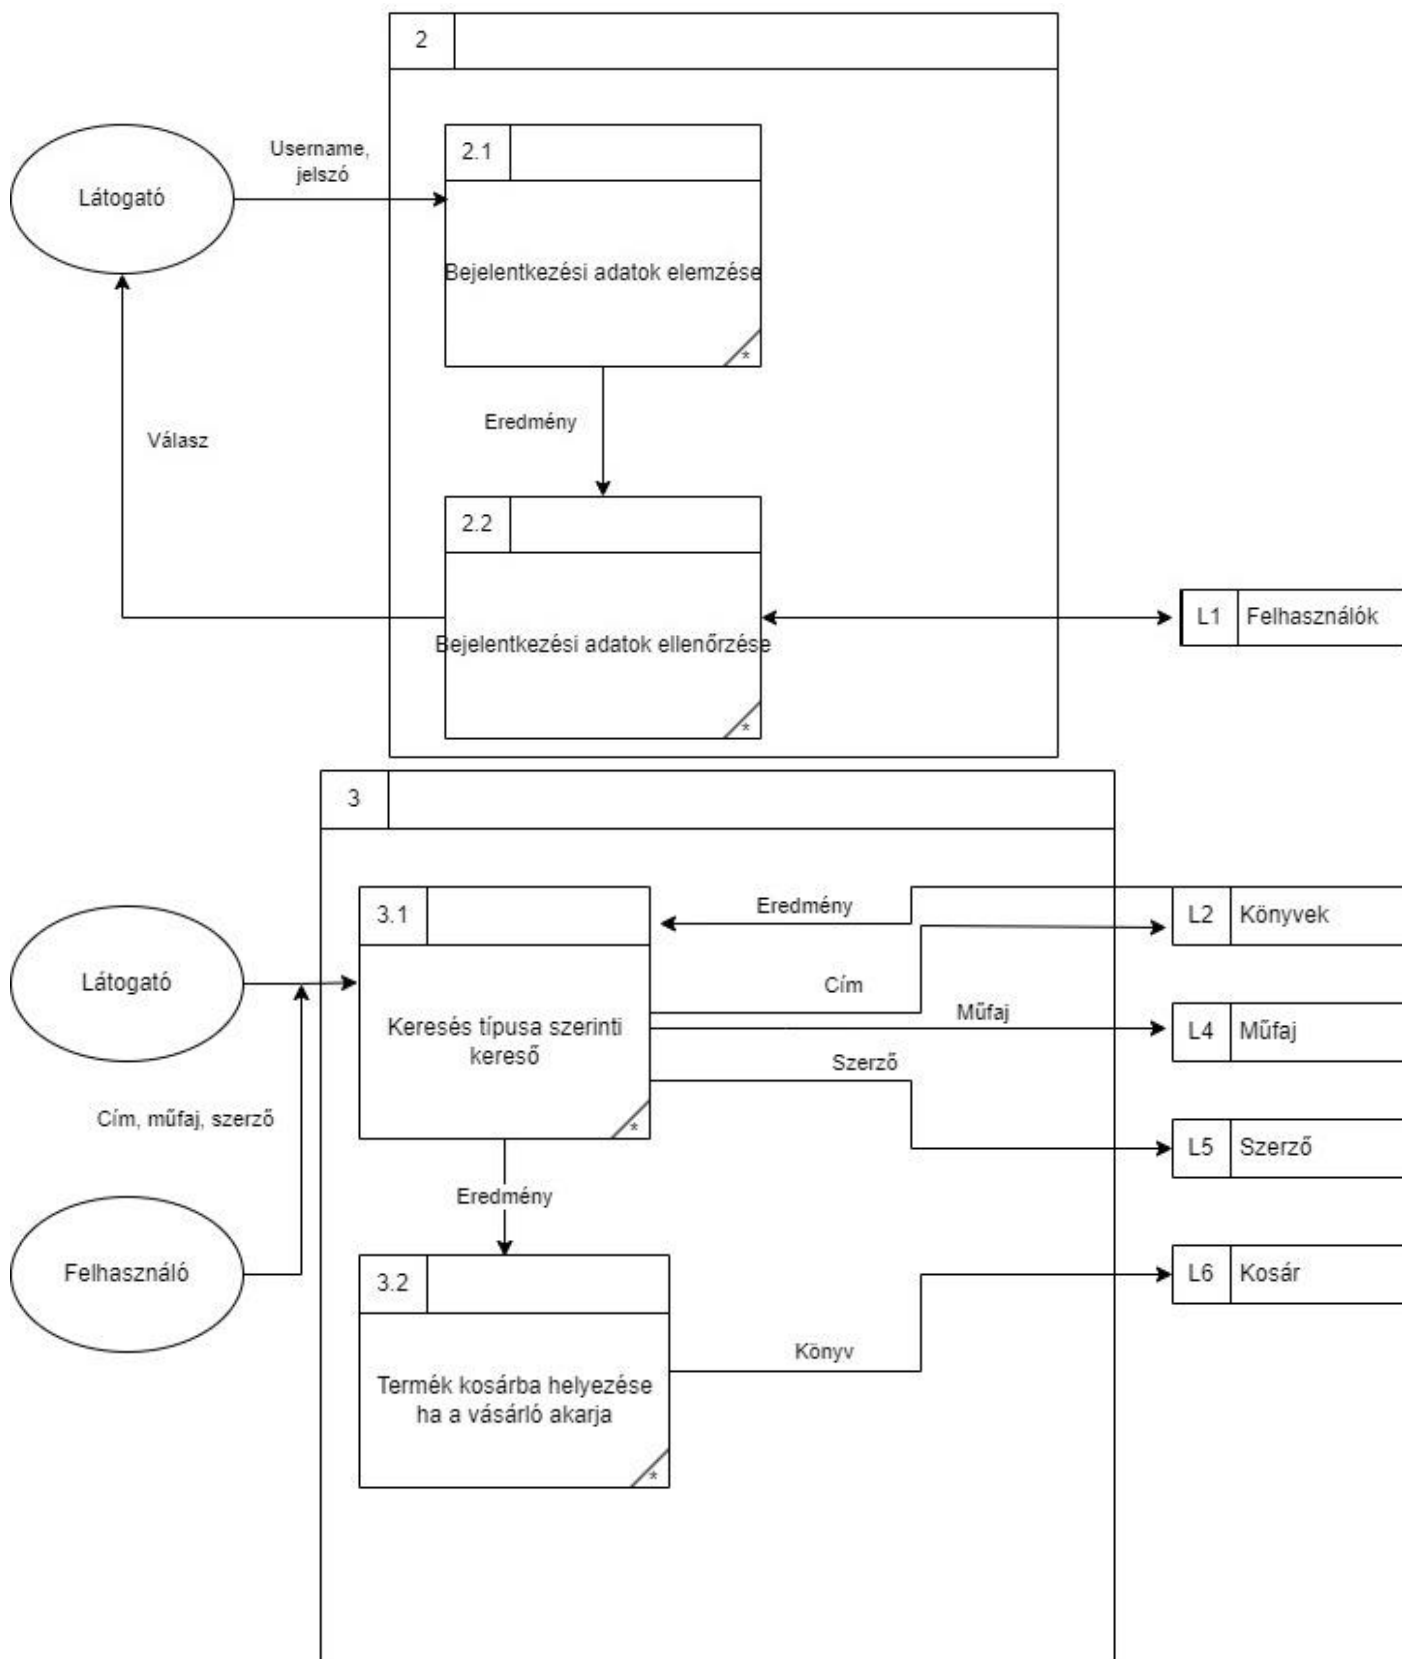 2
2.1
Username,
jelszó
Látogató
Bejelentkezési adatok elemzése
*
Eredmény
Válasz
2.2
L1 Felhasználók
Bejelentkezési adatok ellenőrzése
*
3
3.1
Eredmény
L2 Könyvek
Látogató
Cím
Műfaj
Keresés típusa szerinti
kereső
L4 Műfaj
Szerző
Cím, műfaj, szerző
*
L5 Szerző
Eredmény
Felhasználó
3.2
L6 Kosár
Könyv
Termék kosárba helyezése
ha a vásárló akarja
*